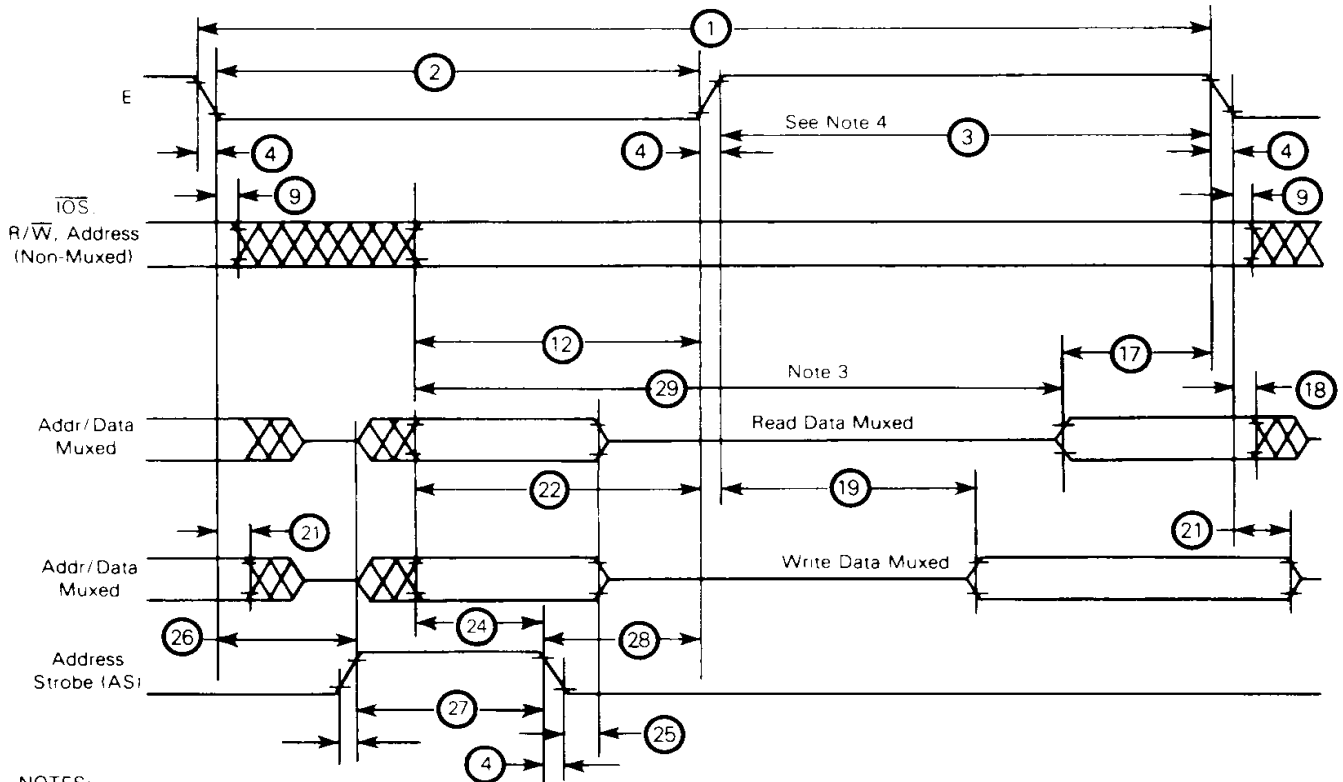 1
2
E
See Note 4
3
4
4
4
9
9
IOS,
R/W, Address
(Non-Muxed)
12
17
Note 3
29
18
Addr/Data
Muxed
Read Data Muxed
22
19
21
21
Addr/Data
Muxed
Write Data Muxed
26
24
28
Address
Strobe (AS)
27
25
4
NOTES: